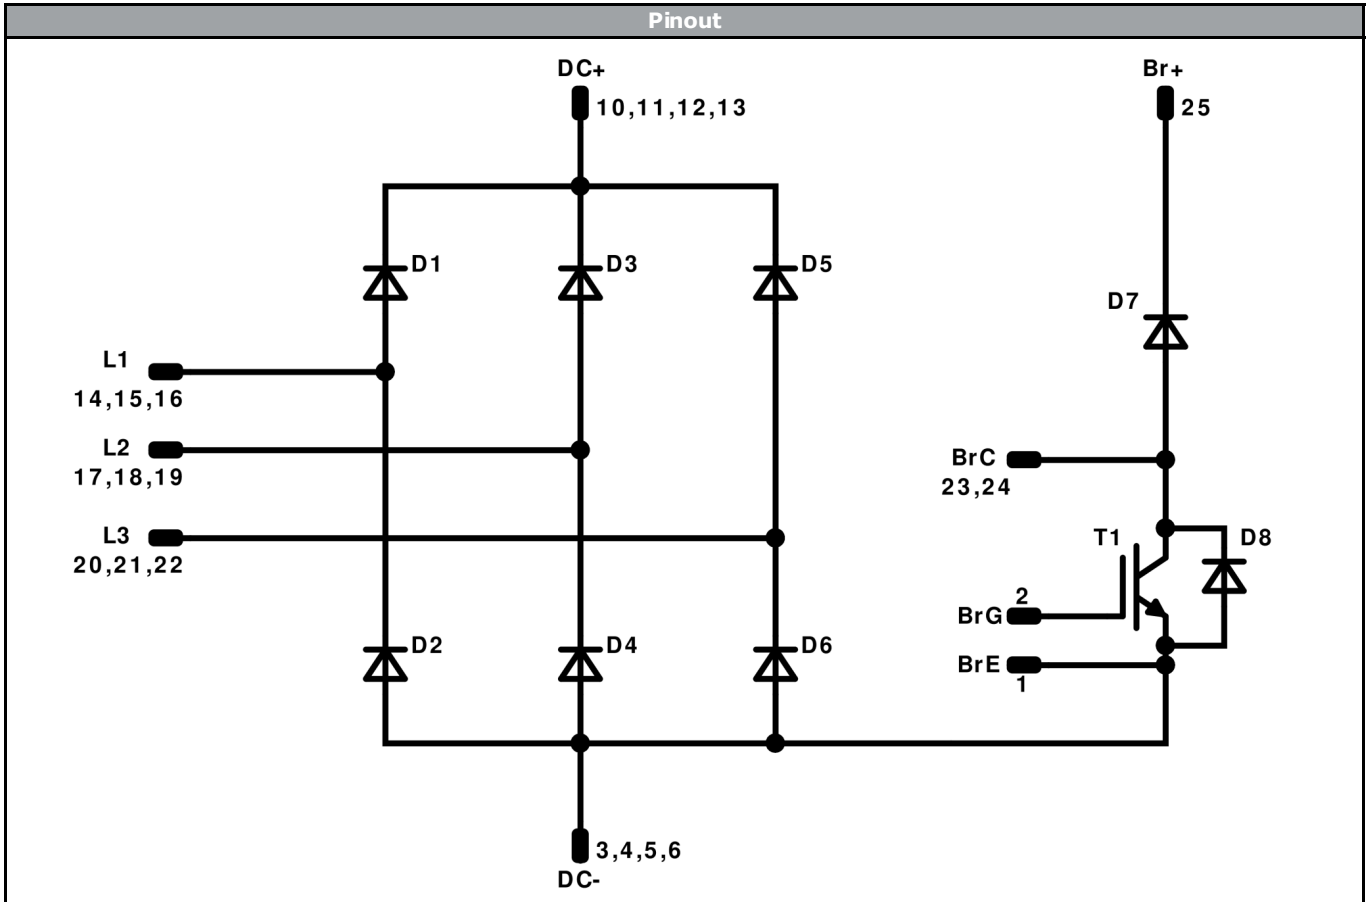 Pinout
DC+
10,11,12,13
Br+
25
D1
D3
D5
D7
L1
14,15,16
L2
17,18,19
L3
20,21,22
BrC
23,24
T1
D8
2
BrG
BrE
1
D2
D4
D6
3,4,5,6
DC-